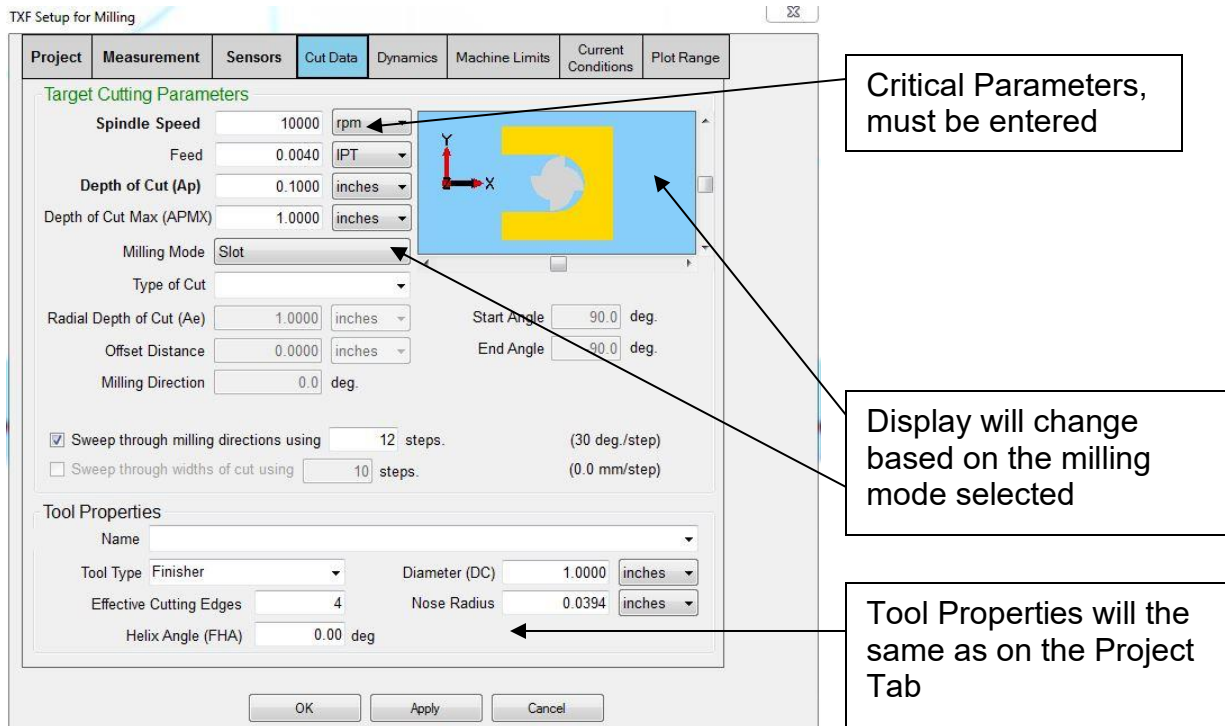 TXF Setup for Milling
Project Measurement Sensors Cut Data Dynamics Machine Limits Current Conditions Plot Range
Target Cutting Parameters
Spindle Speed 10000 rpm
Feed 0.0040 IPT
Depth of Cut (Ap) 0.1000 inches
Depth of Cut Max (APMX) 1.0000 inches
Milling Mode Slot
Type of Cut
Y
X
Radial Depth of Cut (Ae) 1.0000 inches Start Angle 90.0 deg.
Offset Distance 0.0000 inches End Angle 90.0 deg.
Milling Direction 0.0 deg.
Sweep through milling directions using 12 steps. (30 deg./step)
Sweep through widths of cut using 10 steps. (0.0 mm/step)
Tool Properties
Name
Tool Type Finisher Diameter (DC) 1.0000 inches
Effective Cutting Edges 4 Nose Radius 0.0394 inches
Helix Angle (FHA) 0.00 deg
OK Apply Cancel
Critical Parameters,
must be entered
Display will change
based on the milling
mode selected
Tool Properties will the
same as on the Project
Tab